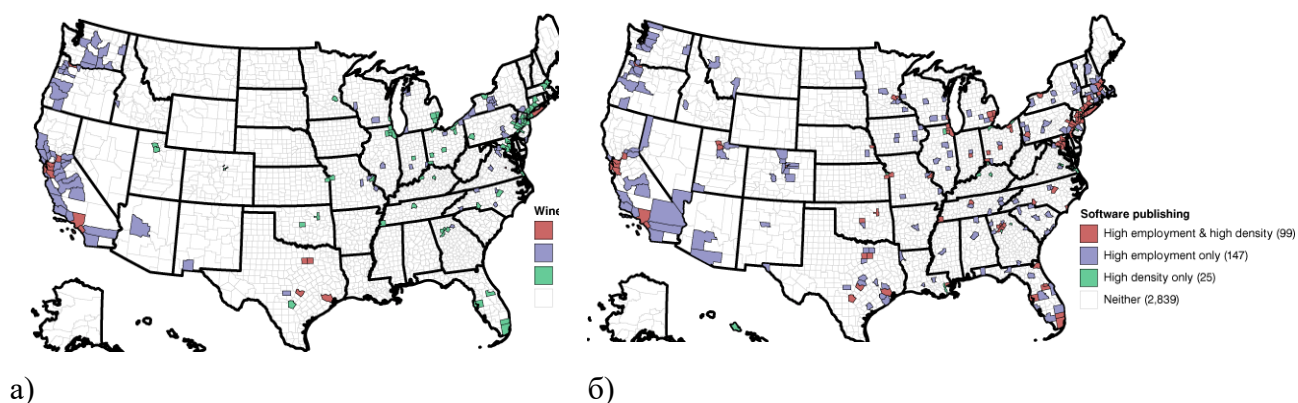 Wine
Software publishing
High employment & high density (99)
High employment only (147)
High density only (25)
Neither (2,839)
а)
б)